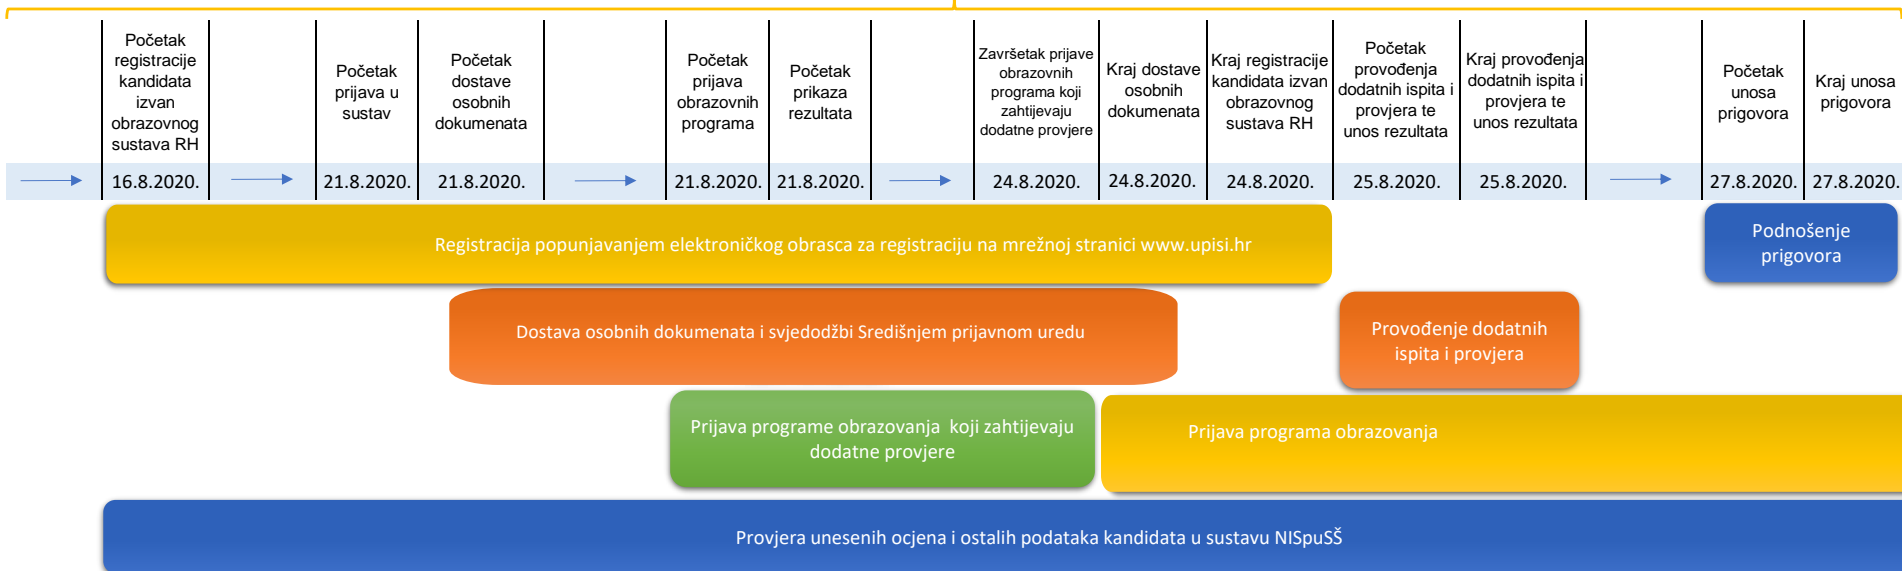 Početak
registracije
kandidata
izvan
obrazovnog
sustava RH
Početak
prijava u
sustav
Početak
dostave
osobnih
dokumenata
Početak
prijava
obrazovnih
programa
Početak
prikaza
rezultata
Završetak prijave
obrazovnih
programa koji
zahtijevaju
dodatne provjere
Kraj dostave
osobnih
dokumenata
Kraj registracije
kandidata izvan
obrazovnog
sustava RH
Početak
provođenja
dodatnih ispita i
provjera te
unos rezultata
Kraj provođenja
dodatnih ispita i
provjera te
unos rezultata
Početak
unosa
prigovora
Kraj unosa
prigovora
16.8.2020. 21.8.2020. 21.8.2020. 21.8.2020. 21.8.2020. 24.8.2020. 24.8.2020. 24.8.2020. 25.8.2020. 25.8.2020. 27.8.2020. 27.8.2020.
Registracija popunjavanjem elektroničkog obrasca za registraciju na mrežnoj stranici www.upisi.hr
Podnošenje
prigovora
Dostava osobnih dokumenata i svjedodžbi Središnjem prijavnom uredu
Provođenje dodatnih
ispita i provjera
Prijava programe obrazovanja koji zahtijevaju
dodatne provjere
Prijava programa obrazovanja
Provjera unesenih ocjena i ostalih podataka kandidata u sustavu NISpuSŠ